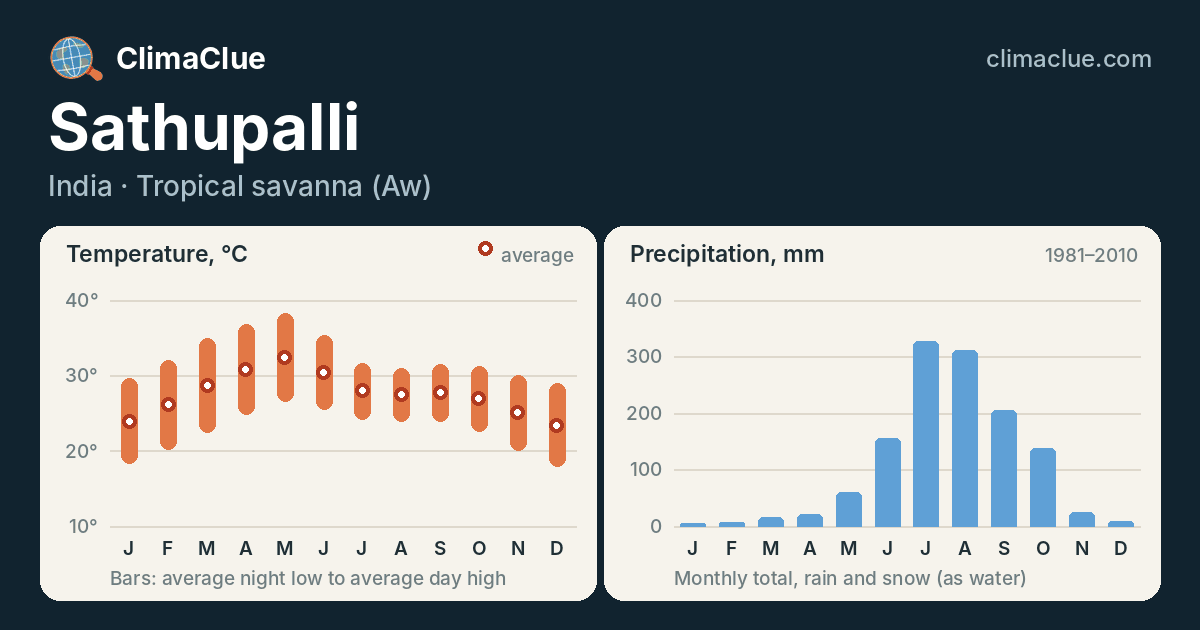 ClimaClue
climaclue.com
Sathupalli
India · Tropical savanna (Aw)
Temperature, °C
average
40°
30°
20°
10°
J F M A M J J A S O N D
Bars: average night low to average day high
Precipitation, mm
1981–2010
400
300
200
100
0
J F M A M J J A S O N D
Monthly total, rain and snow (as water)